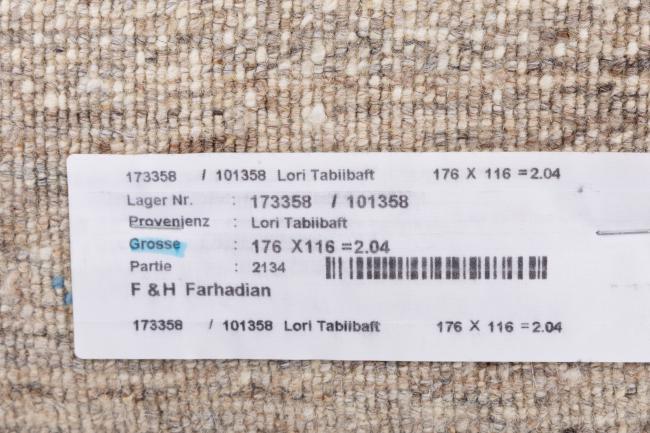 173358 / 101358 Lori Tabiibaft 176 X 116 =2.04
Lager Nr. : 173358 / 101358
Provenjenz : Lori Tabiibaft
Grosse : 176 X116 =2.04
Partie : 2134
F &H Farhadian
173358 / 101358 Lori Tabiibaft 176 X 116 =2.04